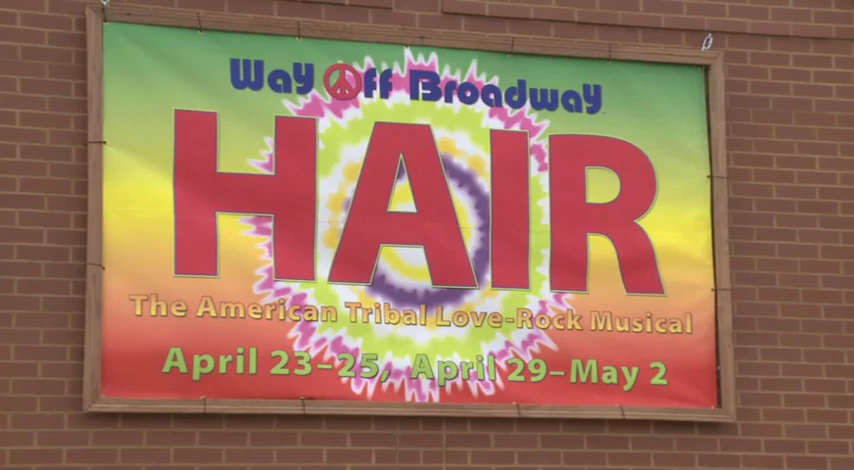 Way Off Broadway
HAIR
The American Tribal Love-Rock Musical
April 23–25, April 29–May 2